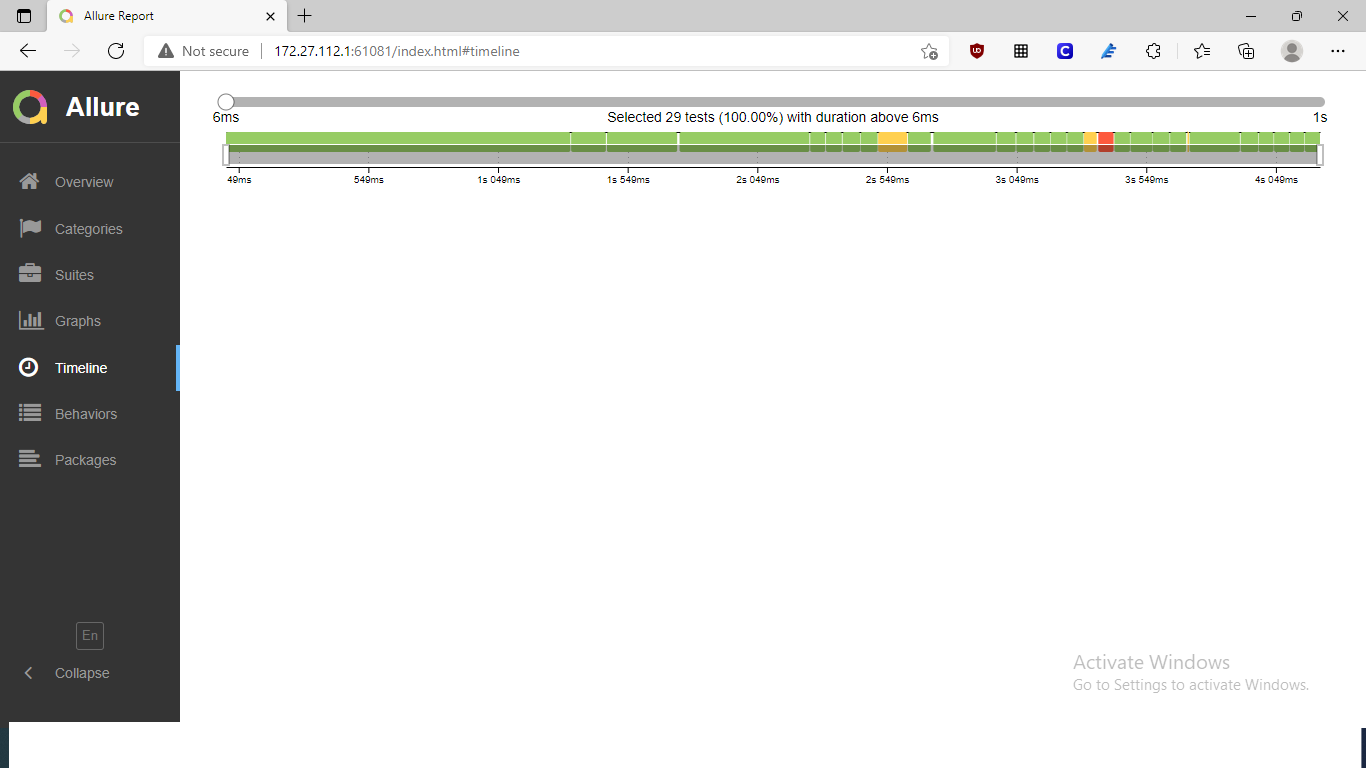 Allure Report
Not secure
172.27.112.1:61081/index.html#timeline
Allure
6ms
Selected 29 tests (100.00%) with duration above 6ms
1s
49ms
549ms
1s 049ms
1s 549ms
2s 049ms
2s 549ms
3s 049ms
3s 549ms
4s 049ms
Overview
Categories
Suites
Graphs
Timeline
Behaviors
Packages
En
Collapse
Activate Windows
Go to Settings to activate Windows.